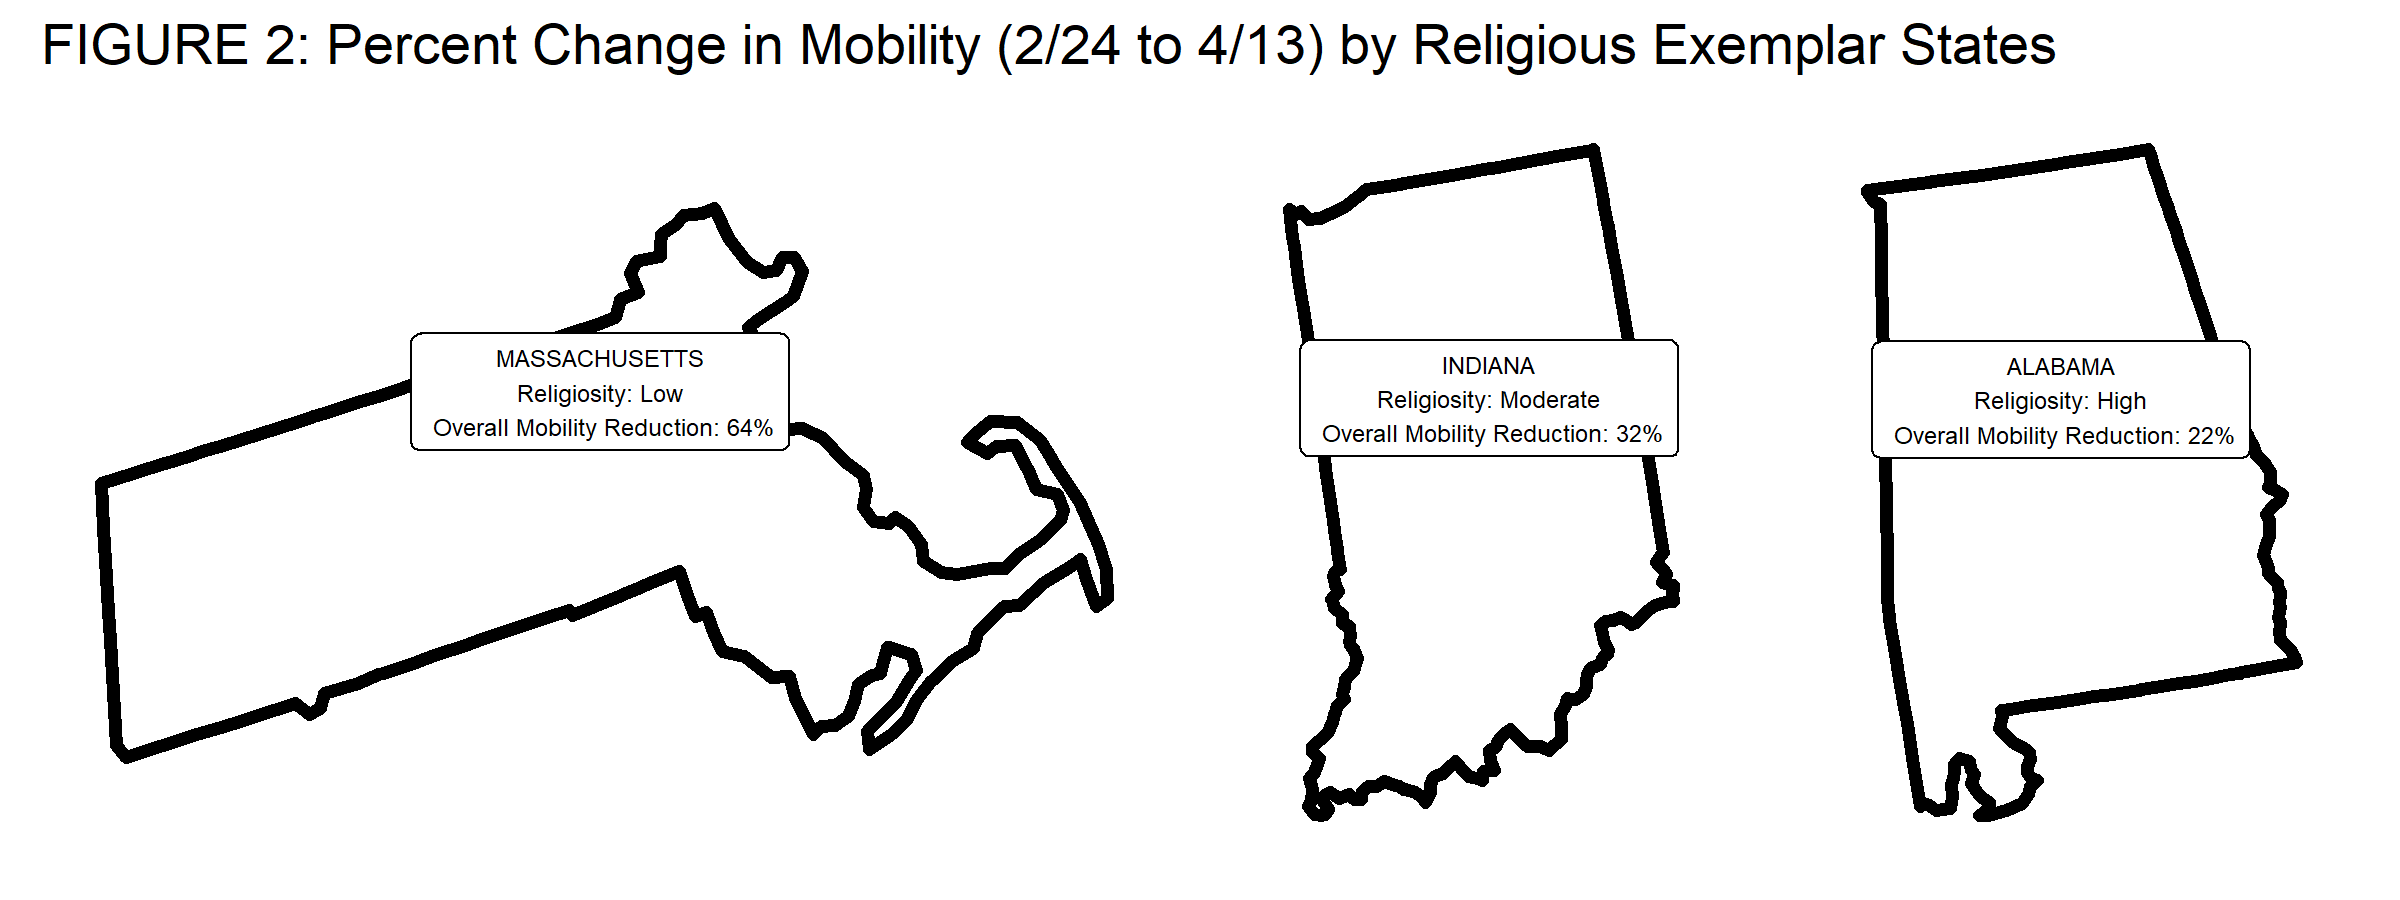 FIGURE 2: Percent Change in Mobility (2/24 to 4/13) by Religious Exemplar States
MASSACHUSETTS
Religiosity: Low
Overall Mobility Reduction: 64%
INDIANA
Religiosity: Moderate
Overall Mobility Reduction: 32%
ALABAMA
Religiosity: High
Overall Mobility Reduction: 22%